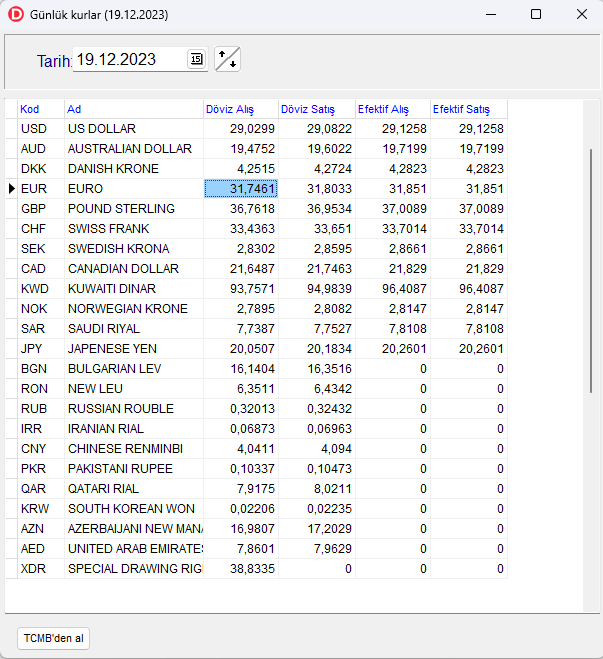 D Günlük kurlar (19.12.2023)
Tarih: 19.12.2023 15
Kod Ad Döviz Alış Döviz Satış Efektif Alış Efektif Satış
USD US DOLLAR 29,0299 29,0822 29,1258 29,1258
AUD AUSTRALIAN DOLLAR 19,4752 19,6022 19,7199 19,7199
DKK DANISH KRONE 4,2515 4,2724 4,2823 4,2823
EUR EURO 31,7461 31,8033 31,851 31,851
GBP POUND STERLING 36,7618 36,9534 37,0089 37,0089
CHF SWISS FRANK 33,4363 33,651 33,7014 33,7014
SEK SWEDISH KRONA 2,8302 2,8595 2,8661 2,8661
CAD CANADIAN DOLLAR 21,6487 21,7463 21,829 21,829
KWD KUWAITI DINAR 93,7571 94,9839 96,4087 96,4087
NOK NORWEGIAN KRONE 2,7895 2,8082 2,8147 2,8147
SAR SAUDI RIYAL 7,7387 7,7527 7,8108 7,8108
JPY JAPENESE YEN 20,0507 20,1834 20,2601 20,2601
BGN BULGARIAN LEV 16,1404 16,3516 0 0
RON NEW LEU 6,3511 6,4342 0 0
RUB RUSSIAN ROUBLE 0,32013 0,32432 0 0
IRR IRANIAN RIAL 0,06873 0,06963 0 0
CNY CHINESE RENMINBI 4,0411 4,094 0 0
PKR PAKISTANI RUPEE 0,10337 0,10473 0 0
QAR QATARI RIAL 7,9175 8,0211 0 0
KRW SOUTH KOREAN WON 0,02206 0,02235 0 0
AZN AZERBAIJANI NEW MANA 16,9807 17,2029 0 0
AED UNITED ARAB EMIRATES 7,8601 7,9629 0 0
XDR SPECIAL DRAWING RIG 38,8335 0 0 0
TCMB'den al